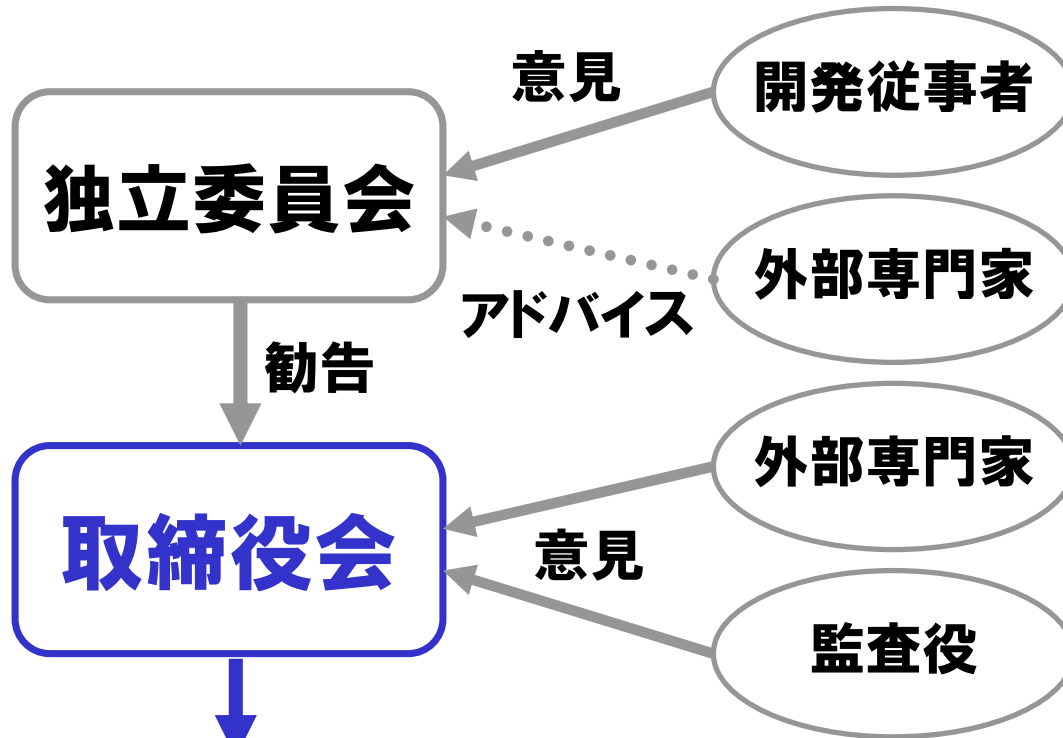 意見
開発従事者
独立委員会
外部専門家
アドバイス
勧告
外部専門家
取締役会
意見
監査役